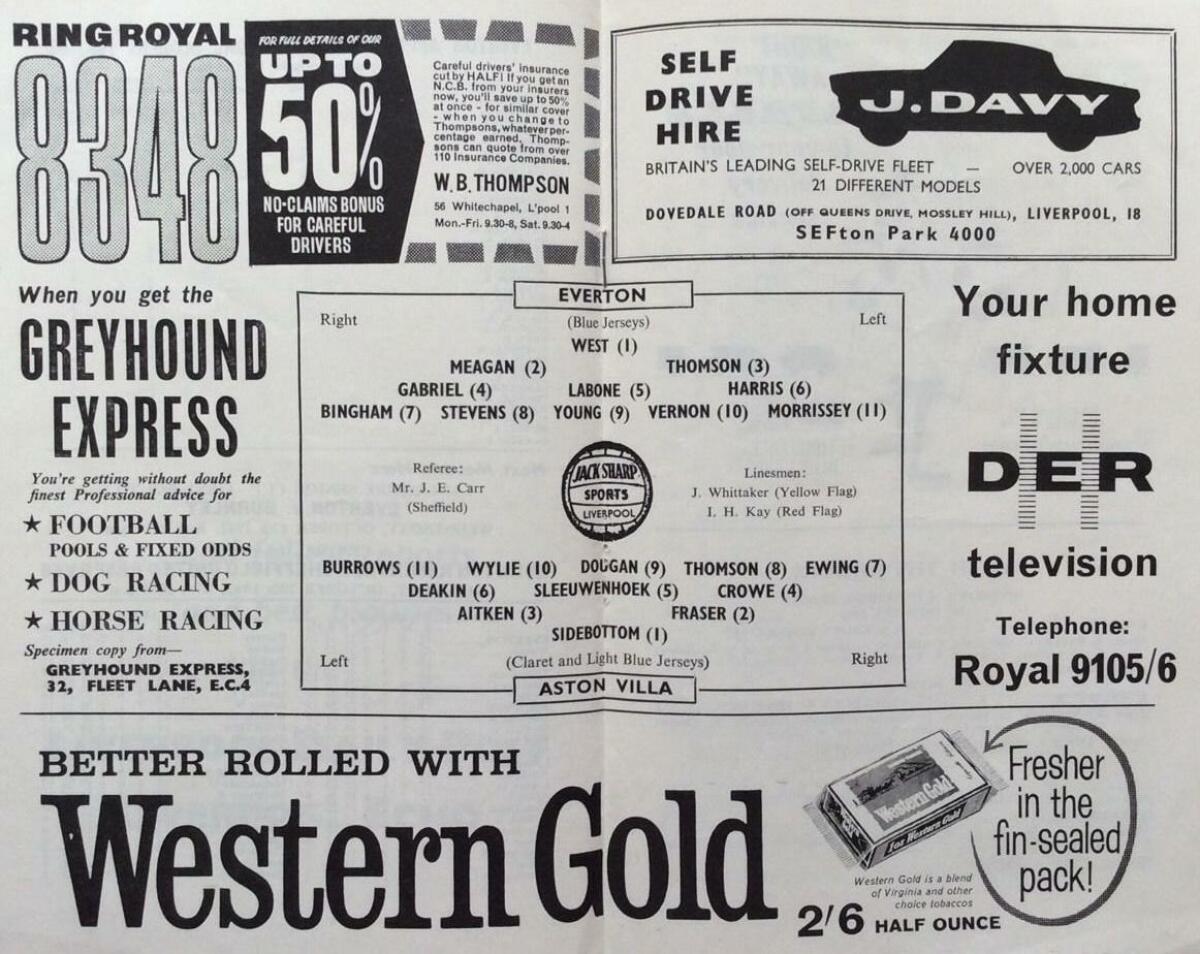 RING ROYAL
8348
FOR FULL DETAILS OF OUR
UP TO
50%
NO-CLAIMS BONUS
FOR CAREFUL
DRIVERS
Careful drivers' insurance
cut by HALF! If you get an
N.C.B. from your insurers
now, you'll save up to 50%
at once - for similar cover
- when you change to
Thompsons, whatever per-
centage earned. Thomp-
sons can quote from over
110 Insurance Companies.
W. B. THOMPSON
56 Whitechapel, L'pool 1
Mon.-Fri. 9.30-8, Sat. 9.30-4
SELF
DRIVE
HIRE
J. DAVY
BRITAIN'S LEADING SELF-DRIVE FLEET — OVER 2,000 CARS
21 DIFFERENT MODELS
DOVEDALE ROAD (OFF QUEENS DRIVE, MOSSLEY HILL), LIVERPOOL, 18
SEFton Park 4000
When you get the
GREYHOUND
EXPRESS
You're getting without doubt the
finest Professional advice for
★ FOOTBALL
POOLS & FIXED ODDS
★ DOG RACING
★ HORSE RACING
Specimen copy from—
GREYHOUND EXPRESS,
32, FLEET LANE, E.C.4
EVERTON
Right (Blue Jerseys) Left
WEST (1)
MEAGAN (2) THOMSON (3)
GABRIEL (4) LABONE (5) HARRIS (6)
BINGHAM (7) STEVENS (8) YOUNG (9) VERNON (10) MORRISSEY (11)
Referee:
Mr. J. E. Carr
(Sheffield)
JACK SHARP
SPORTS
LIVERPOOL
Linesmen:
J. Whittaker (Yellow Flag)
I. H. Kay (Red Flag)
BURROWS (11) WYLIE (10) DOUGAN (9) THOMSON (8) EWING (7)
DEAKIN (6) SLEEUWENHOEK (5) CROWE (4)
AITKEN (3) FRASER (2)
SIDEBOTTOM (1)
Left (Claret and Light Blue Jerseys) Right
ASTON VILLA
Your home
fixture
DER
television
Telephone:
Royal 9105/6
BETTER ROLLED WITH
Western Gold
Western Gold
Fox Western Gold
Fresher
in the
fin-sealed
pack!
Western Gold is a blend
of Virginia and other
choice tobaccos
2/6 HALF OUNCE